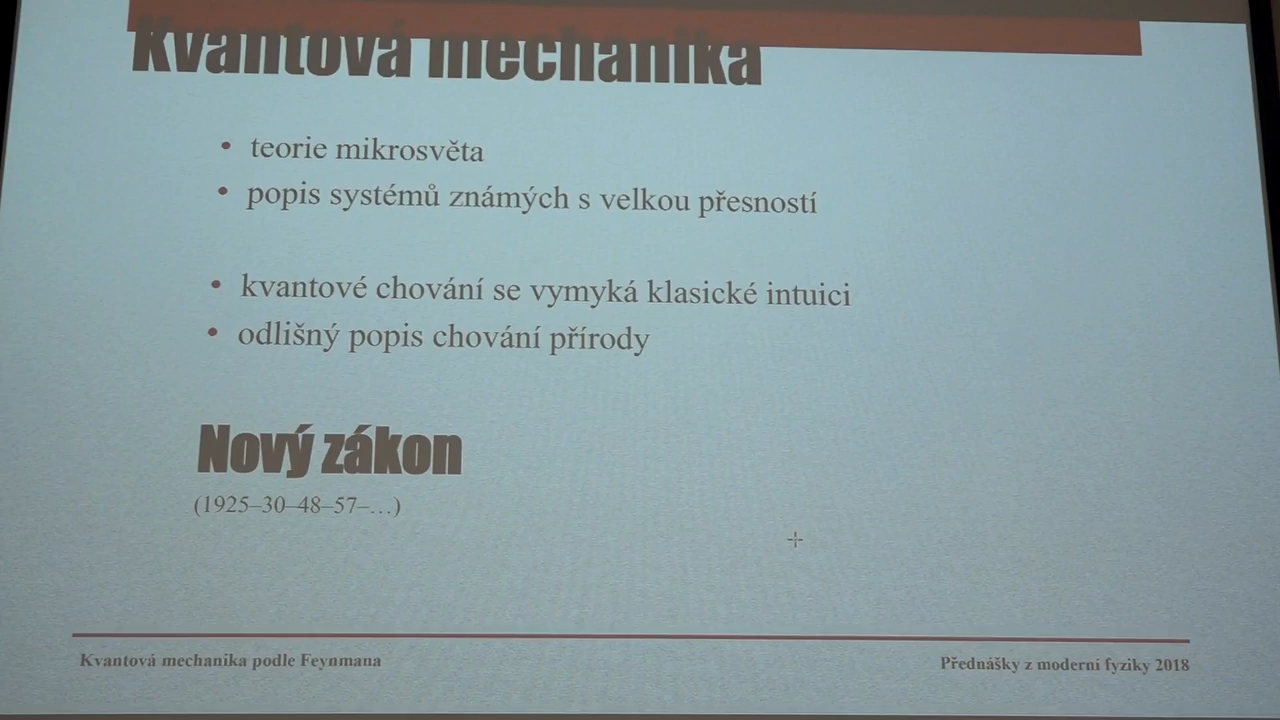 Kvantová mechanika
• teorie mikrosvěta
• popis systémů známých s velkou přesností
• kvantové chování se vymyká klasické intuici
• odlišný popis chování přírody
Nový zákon
(1925–30–48–57–…)
Kvantová mechanika podle Feynmana
Přednášky z moderní fyziky 2018